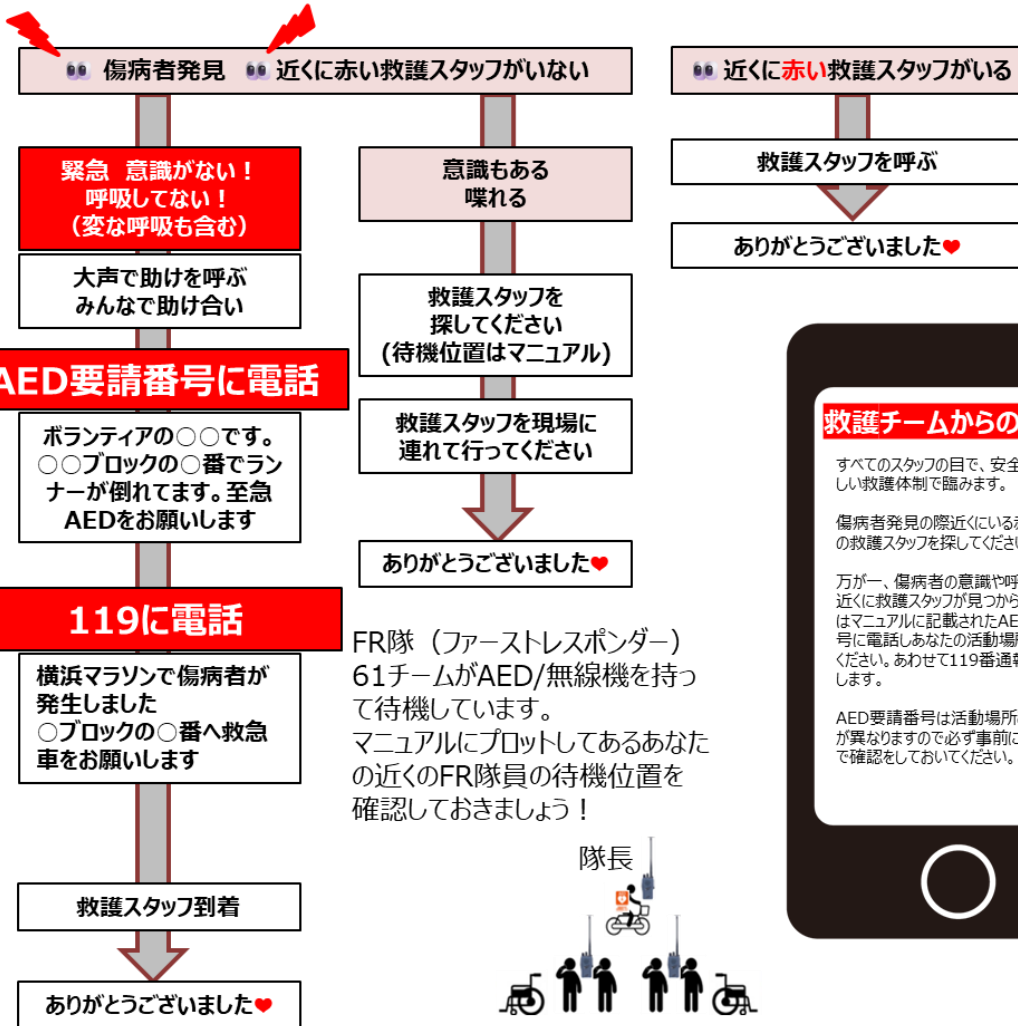 👀 傷病者発見 👀 近くに赤い救護スタッフがいない
緊急 意識がない！
呼吸してない！
（変な呼吸も含む）
大声で助けを呼ぶ
みんなで助け合い
AED要請番号に電話
ボランティアの○○です。
○○ブロックの○番でラン
ナーが倒れてます。至急
AEDをお願いします
119に電話
横浜マラソンで傷病者が
発生しました
○ブロックの○番へ救急
車をお願いします
救護スタッフ到着
ありがとうございました♥
意識もある
喋れる
救護スタッフを
探してください
(待機位置はマニュアル)
救護スタッフを現場に
連れて行ってください
ありがとうございました♥
FR隊（ファーストレスポンダー）
61チームがAED/無線機を持っ
て待機しています。
マニュアルにプロットしてあるあなた
の近くのFR隊員の待機位置を
確認しておきましょう！
隊長
👀 近くに赤い救護スタッフがいる
救護スタッフを呼ぶ
ありがとうございました♥
救護チームからの
すべてのスタッフの目で、安全
しい救護体制で臨みます。
傷病者発見の際近くにいる
の救護スタッフを探してくださ
万が一、傷病者の意識や呼
近くに救護スタッフが見つから
はマニュアルに記載されたAE
号に電話しあなたの活動場
ください。あわせて119番通
します。
AED要請番号は活動場所
が異なりますので必ず事前に
で確認をしておいてください。